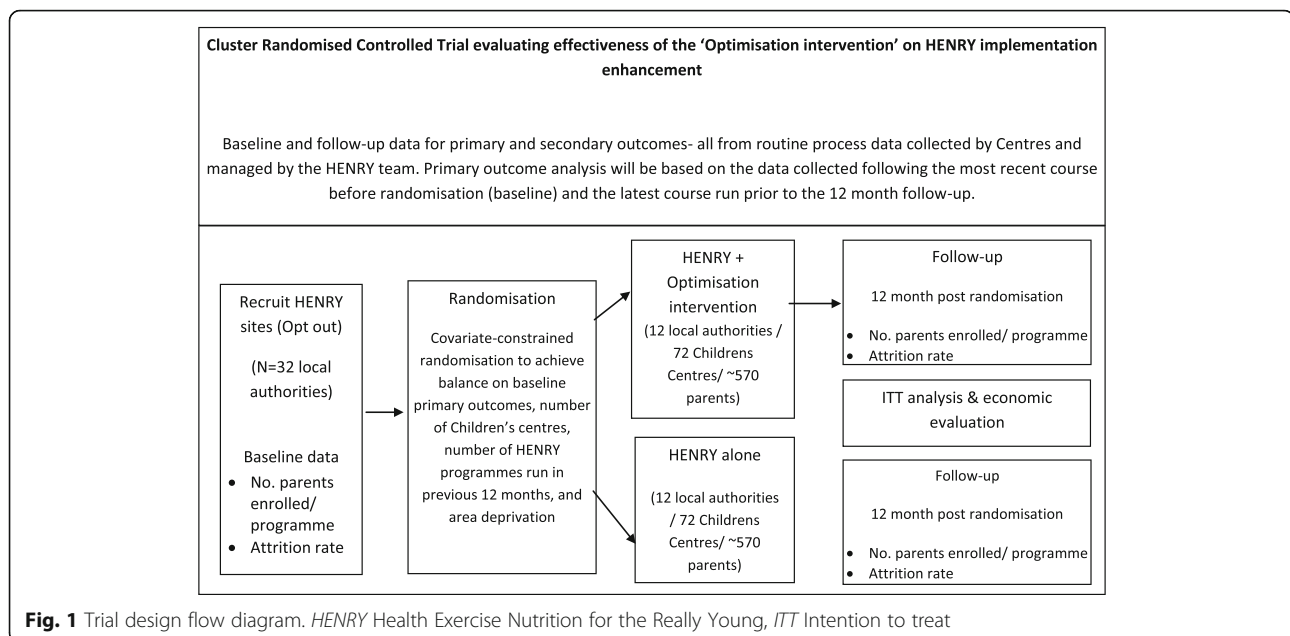 Cluster Randomised Controlled Trial evaluating effectiveness of the ‘Optimisation intervention’ on HENRY implementation
enhancement
Baseline and follow-up data for primary and secondary outcomes- all from routine process data collected by Centres and
managed by the HENRY team. Primary outcome analysis will be based on the data collected following the most recent course
before randomisation (baseline) and the latest course run prior to the 12 month follow-up.
Recruit HENRY
sites (Opt out)
(N=32 local
authorities)
Baseline data
• No. parents
enrolled/
programme
• Attrition rate
Randomisation
Covariate-constrained
randomisation to achieve
balance on baseline
primary outcomes, number
of Children’s centres,
number of HENRY
programmes run in
previous 12 months, and
area deprivation
HENRY +
Optimisation
intervention
(12 local authorities /
72 Childrens
Centres/ ~570
parents)
HENRY alone
(12 local authorities
/ 72 Childrens
Centres/ ~570
parents)
Follow-up
12 month post randomisation
• No. parents enrolled/ programme
• Attrition rate
ITT analysis & economic
evaluation
Follow-up
12 month post randomisation
• No. parents enrolled/ programme
• Attrition rate
Fig. 1 Trial design flow diagram. HENRY Health Exercise Nutrition for the Really Young, ITT Intention to treat